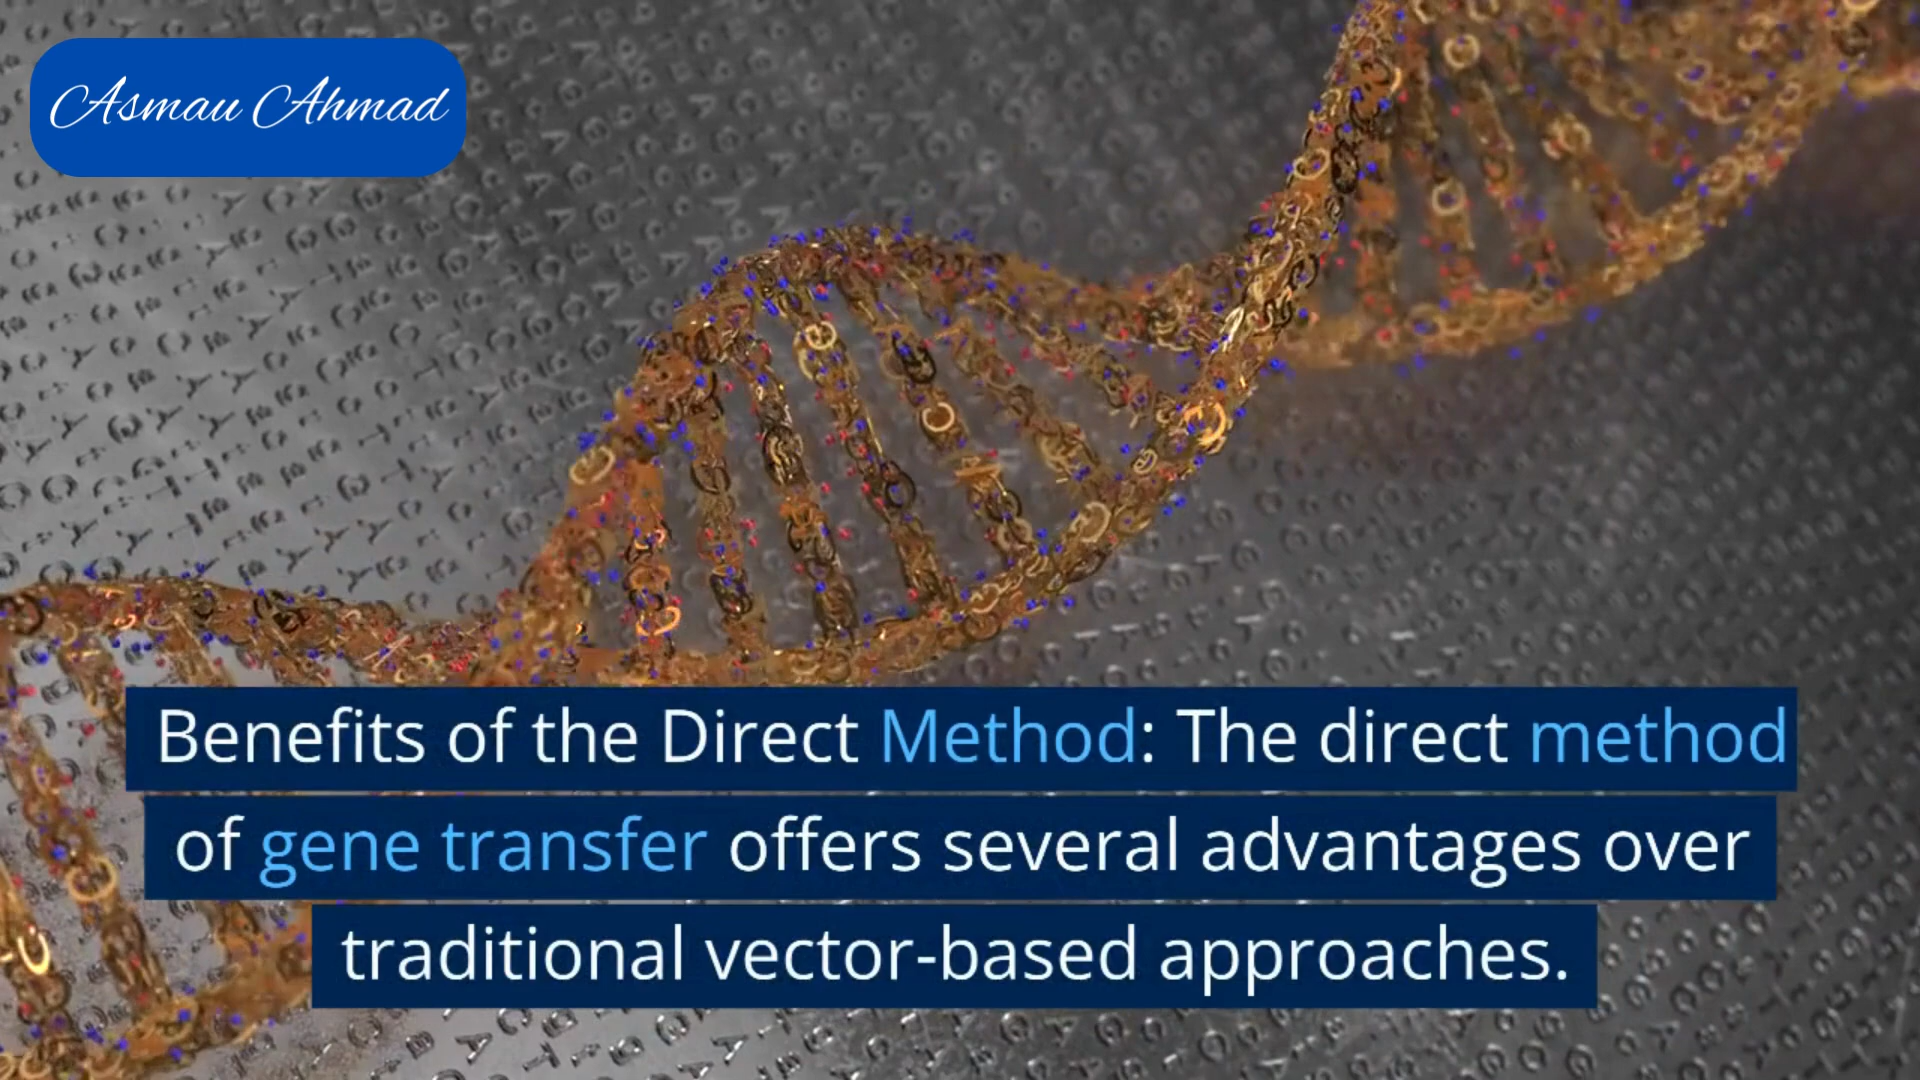 Asmau Ahmad
Benefits of the Direct Method: The direct method
of gene transfer offers several advantages over
traditional vector-based approaches.